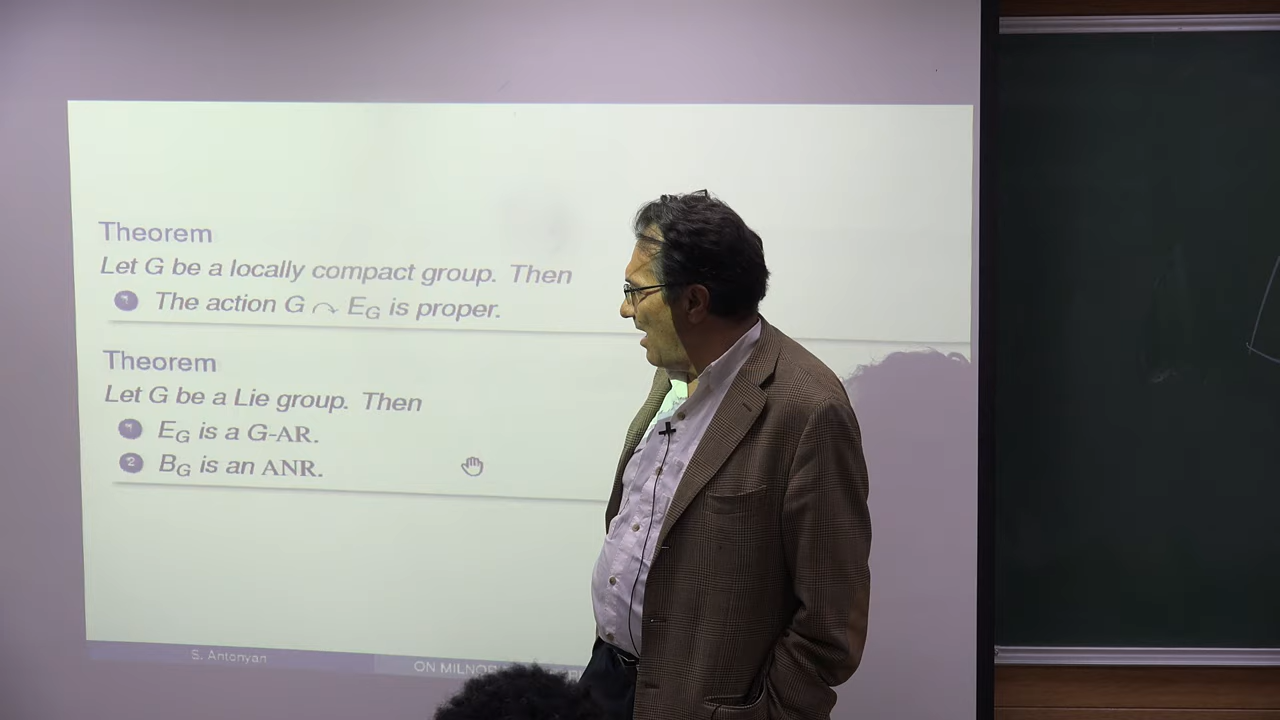 Theorem
Let G be a locally compact group. Then
1 The action G ↷ E_G is proper.
Theorem
Let G be a Lie group. Then
1 E_G is a G-AR.
2 B_G is an ANR.
S. Antonyan
ON MILNOR